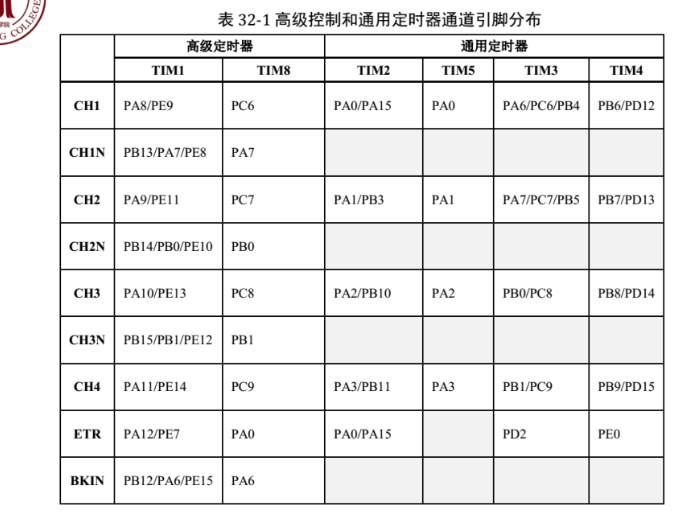 学院
G COLLEGE
表 32-1 高级控制和通用定时器通道引脚分布
高级定时器 通用定时器
TIM1 TIM8 TIM2 TIM5 TIM3 TIM4
CH1 PA8/PE9 PC6 PA0/PA15 PA0 PA6/PC6/PB4 PB6/PD12
CH1N PB13/PA7/PE8 PA7
CH2 PA9/PE11 PC7 PA1/PB3 PA1 PA7/PC7/PB5 PB7/PD13
CH2N PB14/PB0/PE10 PB0
CH3 PA10/PE13 PC8 PA2/PB10 PA2 PB0/PC8 PB8/PD14
CH3N PB15/PB1/PE12 PB1
CH4 PA11/PE14 PC9 PA3/PB11 PA3 PB1/PC9 PB9/PD15
ETR PA12/PE7 PA0 PA0/PA15 PD2 PE0
BKIN PB12/PA6/PE15 PA6